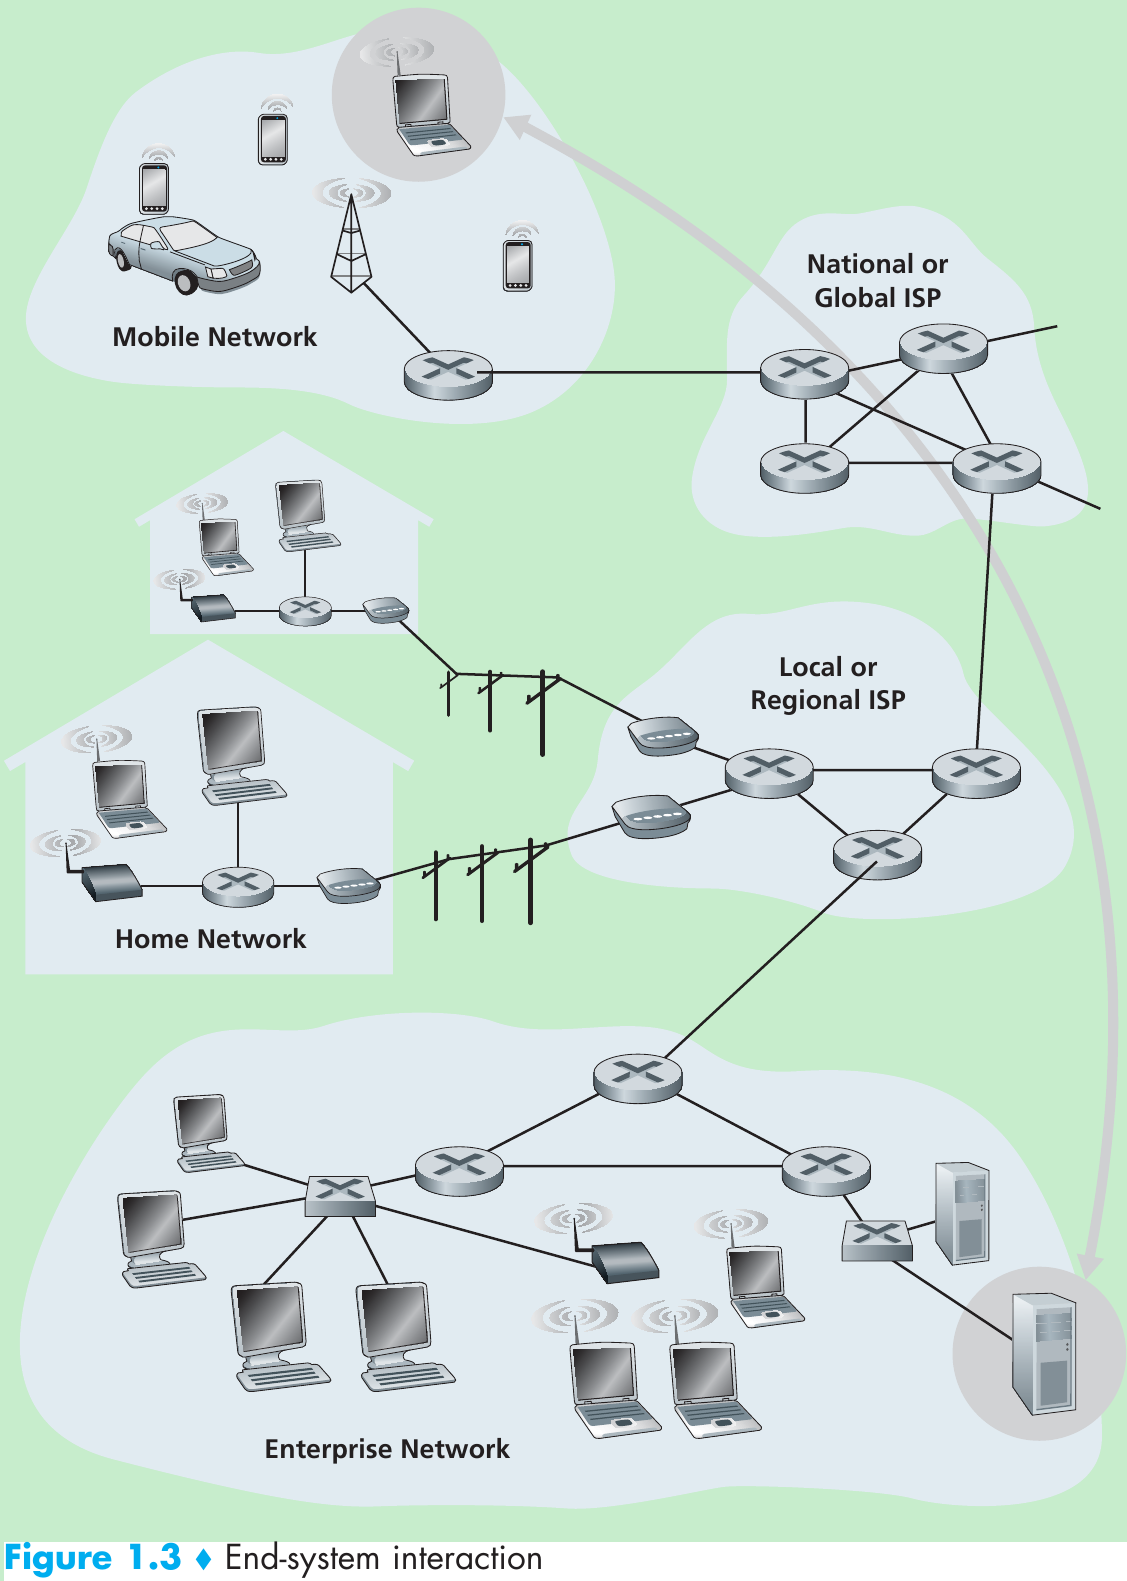 National or
Global ISP
Mobile Network
Local or
Regional ISP
Home Network
Enterprise Network
Figure 1.3 ♦ End-system interaction